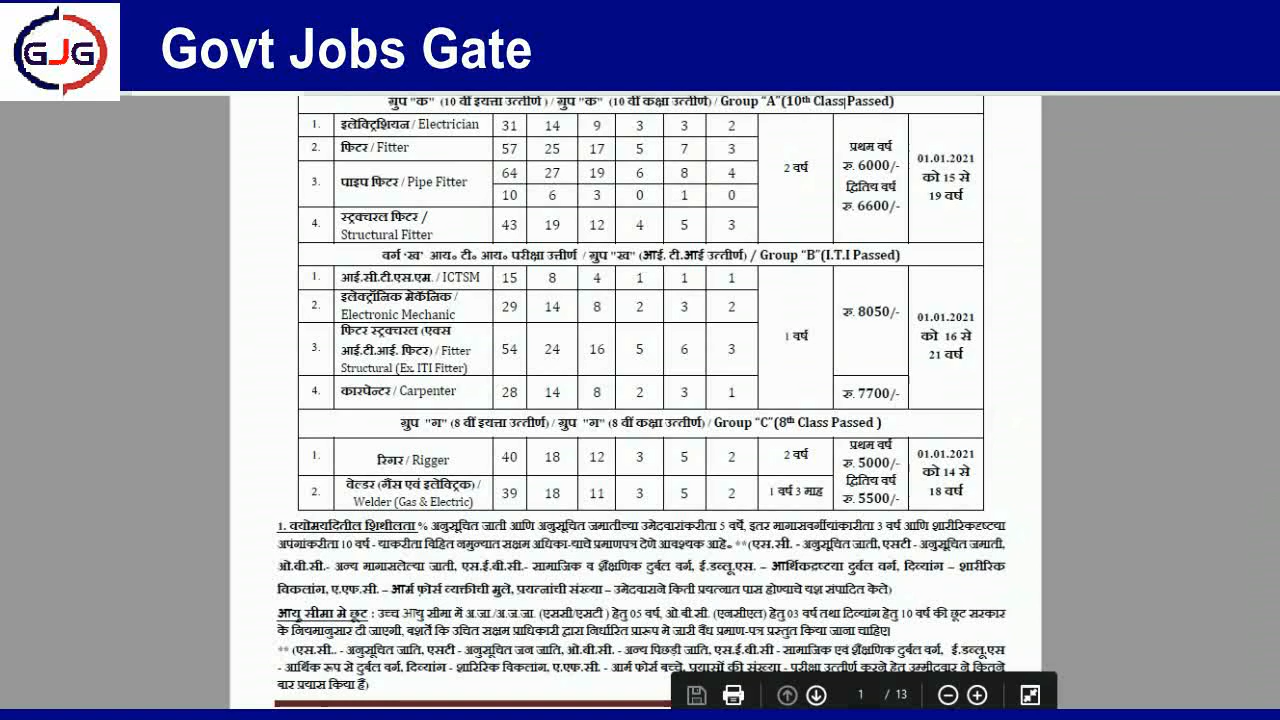 GJG
Govt Jobs Gate
ग्रुप "क" (10 वीं इयत्ता उत्तीर्ण ) / ग्रुप "क" (10 वीं कक्षा उत्तीर्ण) / Group “A”(10th Class Passed)
1. इलेक्ट्रिशियन / Electrician 31 14 9 3 3 2
2. फिटर / Fitter 57 25 17 5 7 3
3. पाइप फिटर / Pipe Fitter 64 27 19 6 8 4
10 6 3 0 1 0
4. स्ट्रक्चरल फिटर /
Structural Fitter 43 19 12 4 5 3
2 वर्ष
प्रथम वर्ष
रु. 6000/-
द्वितिय वर्ष
रु. 6600/-
01.01.2021
को 15 से
19 वर्ष
वर्ग ‘ख’ आय॰ टी॰ आय॰ परीक्षा उत्तीर्ण / ग्रुप "ख" (आई. टी.आई उत्तीर्ण) / Group “B”(I.T.I Passed)
1. आई.सी.टी.एस.एम. / ICTSM 15 8 4 1 1 1
2. इलेक्ट्रॉनिक मेकॅनिक /
Electronic Mechanic 29 14 8 2 3 2
3. फिटर स्ट्रक्चरल (एक्स
आई.टी.आई. फिटर) / Fitter
Structural (Ex. ITI Fitter) 54 24 16 5 6 3
4. कारपेन्टर / Carpenter 28 14 8 2 3 1
1 वर्ष
रु. 8050/-
रु. 7700/-
01.01.2021
को 16 से
21 वर्ष
ग्रुप "ग" (8 वीं इयत्ता उत्तीर्ण) / ग्रुप "ग" (8 वीं कक्षा उत्तीर्ण) / Group “C”(8th Class Passed )
1. रिगर / Rigger 40 18 12 3 5 2 2 वर्ष
2. वेल्डर (गैस एवं इलेक्ट्रिक) /
Welder (Gas & Electric) 39 18 11 3 5 2 1 वर्ष 3 माह
प्रथम वर्ष
रु. 5000/-
द्वितिय वर्ष
रु. 5500/-
01.01.2021
को 14 से
18 वर्ष
1. वयोमर्यादेतील शिथीलता % अनुसूचित जाती आणि अनुसूचित जमातीच्या उमेदवारांकरीता 5 वर्षे, इतर मागासवर्गीयांकारीता 3 वर्ष आणि शारीरिकदृष्टया
अपंगांकरीता 10 वर्ष - याकरीता विहित नमुन्यात सक्षम अधिका-याचे प्रमाणपत्र देणे आवश्यक आहे॰ **(एस.सी. - अनुसूचित जाती, एसटी - अनुसूचित जमाती,
ओ.बी.सी.- अन्य मागासलेल्या जाती, एस.ई.बी.सी.- सामाजिक व शैक्षणिक दुर्बल वर्ग, ई.डब्लू.एस. – आर्थिकदृष्टया दुर्वल वर्ग, दिव्यांग – शारीरिक
विकलांग, ए.एफ.सी. – आर्म फोर्स व्यक्तीची मुले, प्रयत्नांची संख्या – उमेदवाराने किती प्रयत्नात पास होण्याचे यश संपादित केले)
आयु सीमा मे छूट : उच्च आयु सीमा में अ.जा /अ.ज.जा. (एससी/एसटी ) हेतु 05 वर्ष, ओ.बी.सी. (एनसीएल) हेतु 03 वर्ष तथा दिव्यांग हेतु 10 वर्ष की छूट सरकार
के नियमानुसार दी जाएगी, बशर्ते कि उचित सक्षम प्राधिकारी द्वारा निर्धारित प्रारूप मे जारी वैध प्रमाण-पत्र प्रस्तुत किया जाना चाहिए|
** (एस.सी.. - अनुसूचित जाति, एसटी - अनुसूचित जन जाति, ओ.बी.सी. - अन्य पिछड़ी जाति, एस.ई.बी.सी - सामाजिक एवं शैक्षणिक दुर्बल वर्ग, ई.डब्लू.एस
- आर्थिक रूप से दुर्बल वर्ग, दिव्यांग - शारिरिक विकलांग, ए.एफ.सी. - आर्म फोर्स बच्चे, प्रयासों की संख्या - परीक्षा उत्तीर्ण करने हेतु उम्मीदवार ने कितने
बार प्रयास किया है)
1 / 13